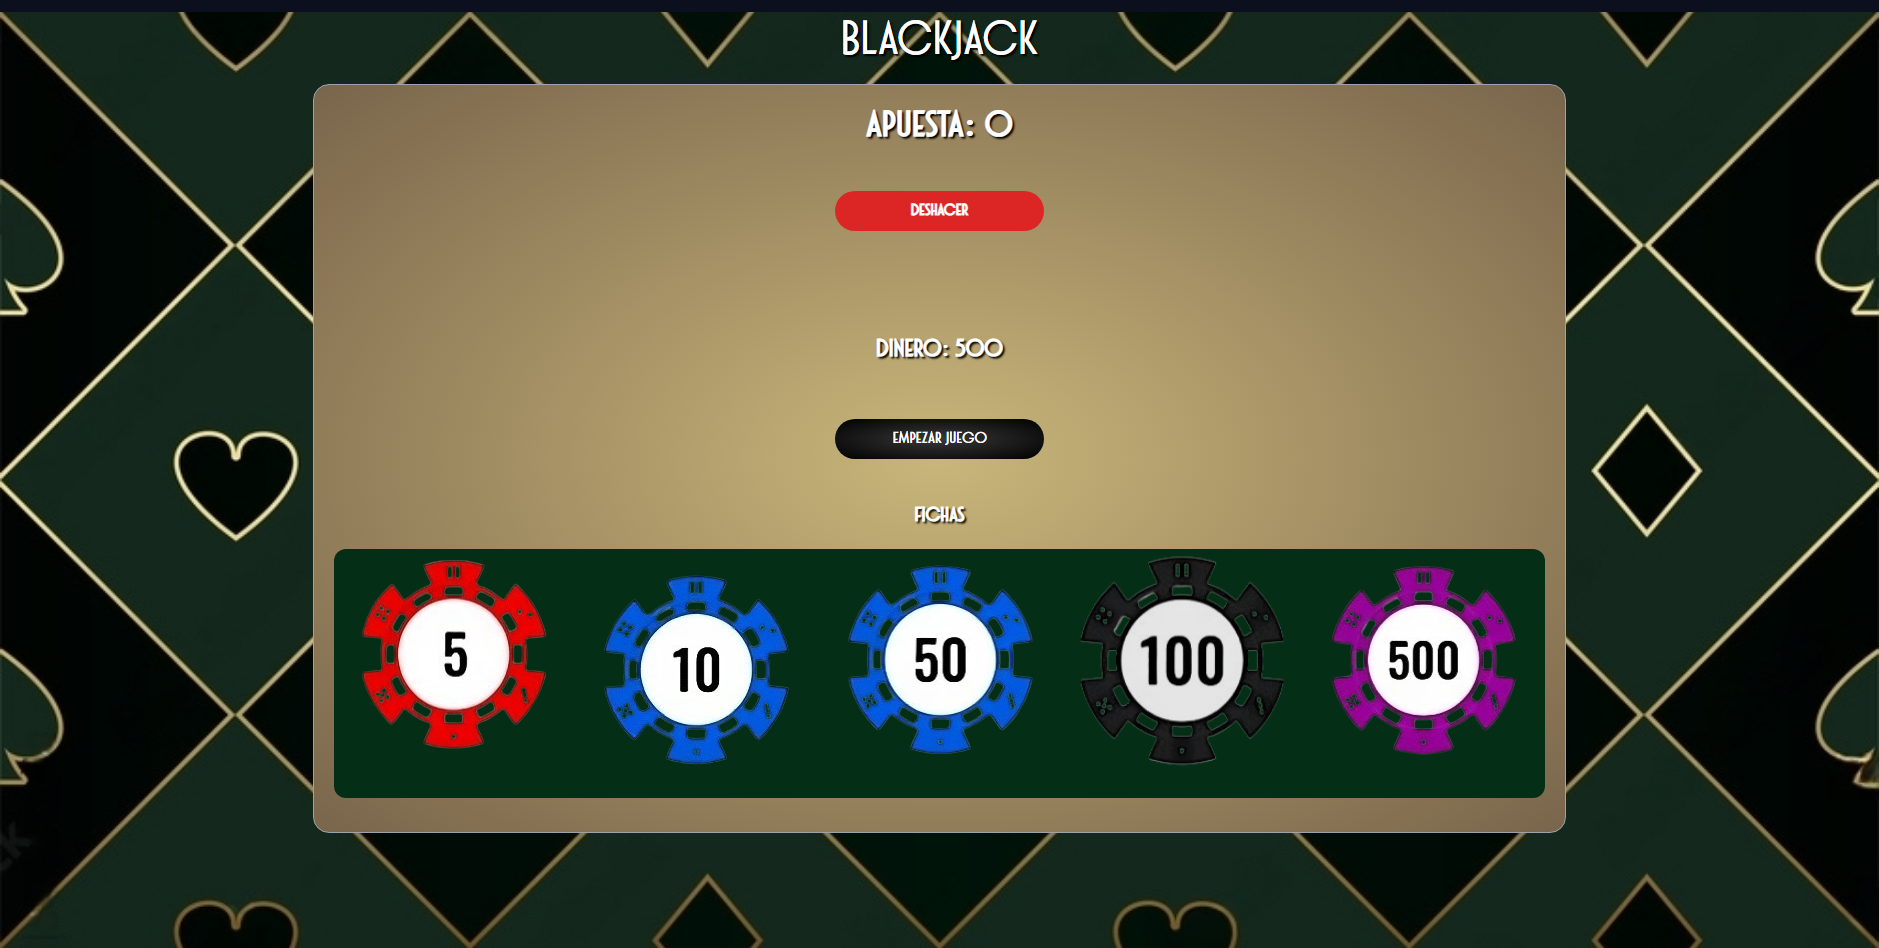 BLACKJACK
APUESTA: 0
DESHACER
DINERO: 500
EMPEZAR JUEGO
FICHAS
5
10
50
100
500